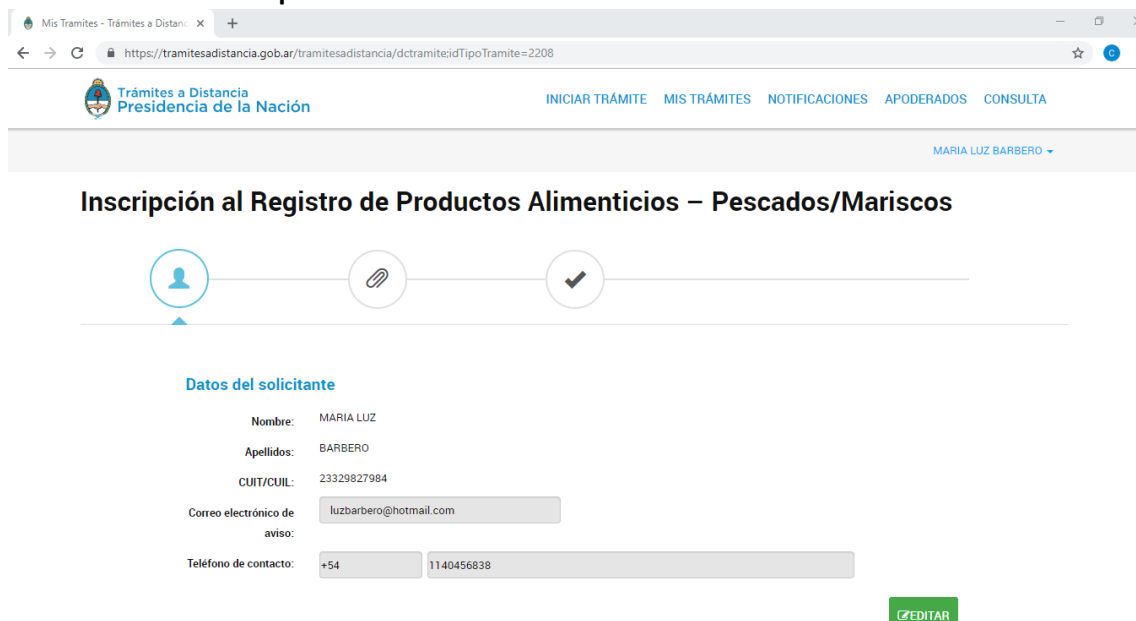 Mis Tramites - Trámites a Distanc
https://tramitesadistancia.gob.ar/tramitesadistancia/dctramite;idTipoTramite=2208
C
Trámites a Distancia
Presidencia de la Nación
INICIAR TRÁMITE MIS TRÁMITES NOTIFICACIONES APODERADOS CONSULTA
MARIA LUZ BARBERO
Inscripción al Registro de Productos Alimenticios – Pescados/Mariscos
Datos del solicitante
Nombre: MARIA LUZ
Apellidos: BARBERO
CUIT/CUIL: 23329827984
Correo electrónico de aviso: luzbarbero@hotmail.com
Teléfono de contacto: +54 1140456838
EDITAR